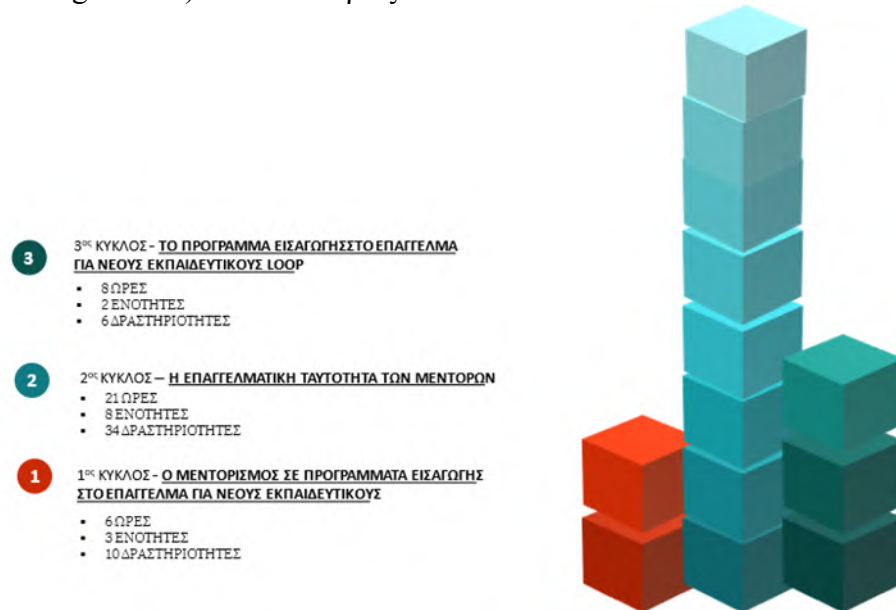 3
3ος ΚΥΚΛΟΣ - ΤΟ ΠΡΟΓΡΑΜΜΑ ΕΙΣΑΓΩΓΗΣΣΤΟ ΕΠΑΓΓΕΛΜΑ
ΓΙΑ ΝΕΟΥΣ ΕΚΠΑΙΔΕΥΤΙΚΟΥΣ LOOP
▪ 8 ΩΡΕΣ
▪ 2 ΕΝΟΤΗΤΕΣ
▪ 6 ΔΡΑΣΤΗΡΙΟΤΗΤΕΣ
2
2ος ΚΥΚΛΟΣ – Η ΕΠΑΓΓΕΛΜΑΤΙΚΗ ΤΑΥΤΟΤΗΤΑ ΤΩΝ ΜΕΝΤΟΡΩΝ
▪ 21 ΩΡΕΣ
▪ 8 ΕΝΟΤΗΤΕΣ
▪ 34 ΔΡΑΣΤΗΡΙΟΤΗΤΕΣ
1
1ος ΚΥΚΛΟΣ - Ο ΜΕΝΤΟΡΙΣΜΟΣ ΣΕ ΠΡΟΓΡΑΜΜΑΤΑ ΕΙΣΑΓΩΓΗΣ
ΣΤΟ ΕΠΑΓΓΕΛΜΑ ΓΙΑ ΝΕΟΥΣ ΕΚΠΑΙΔΕΥΤΙΚΟΥΣ
▪ 6 ΩΡΕΣ
▪ 3 ΕΝΟΤΗΤΕΣ
▪ 10 ΔΡΑΣΤΗΡΙΟΤΗΤΕΣ